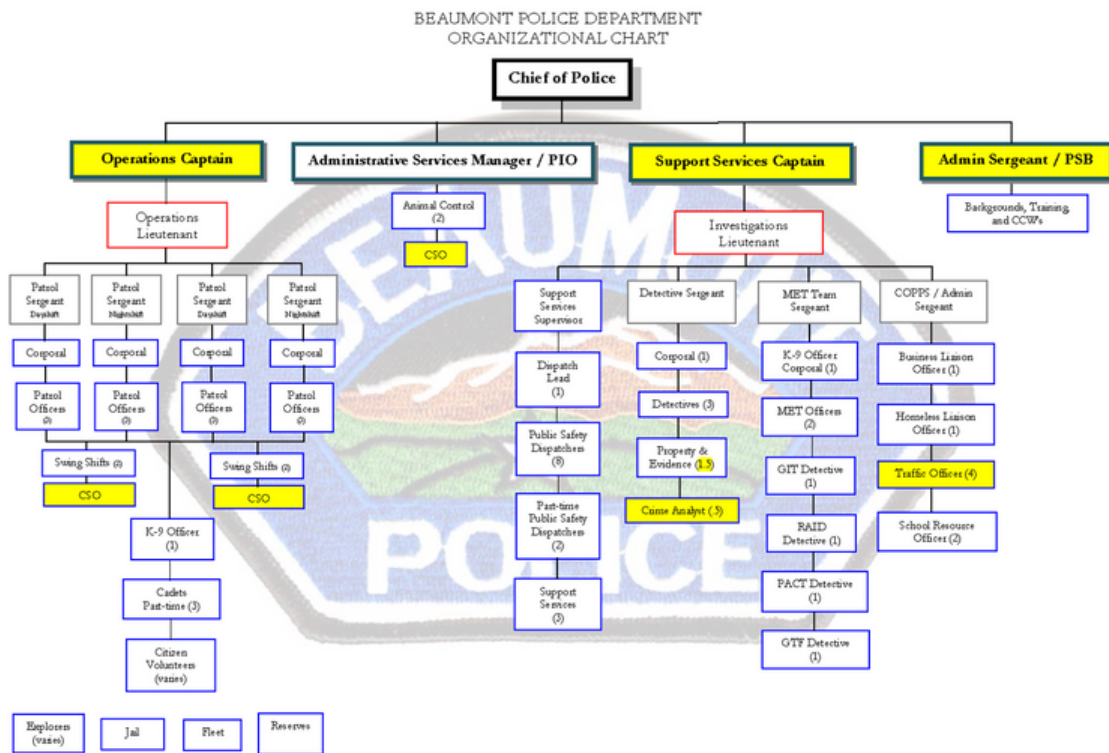 BEAUMONT POLICE DEPARTMENT
ORGANIZATIONAL CHART
Chief of Police
Operations Captain
Administrative Services Manager / PIO
Support Services Captain
Admin Sergeant / PSB
Operations
Lieutenant
Animal Control
(2)
CSO
Investigations
Lieutenant
Backgrounds, Training,
and CCW's
Patrol
Sergeant
Dayshift
Patrol
Sergeant
Nightshift
Patrol
Sergeant
Dayshift
Patrol
Sergeant
Nightshift
Corporal
Corporal
Corporal
Corporal
Patrol
Officers
Patrol
Officers
Patrol
Officers
Patrol
Officers
Swing Shifts
Swing Shifts
CSO
CSO
K-9 Officer
(1)
Cadets
Part-time (3)
Citizen
Volunteers
(varies)
Support
Services
Supervisor
Dispatch
Lead
(1)
Public Safety
Dispatchers
(8)
Part-time
Public Safety
Dispatchers
(2)
Support
Services
(3)
Detective Sergeant
Corporal (1)
Detectives (3)
Property &
Evidence (1.5)
Crime Analyst (.5)
MET Team
Sergeant
K-9 Officer
Corporal (1)
MET Officers
(2)
GIT Detective
(1)
RAID
Detective (1)
PACT Detective
(1)
GTF Detective
(1)
COPPS / Admin
Sergeant
Business Liaison
Officer (1)
Homeless Liaison
Officer (1)
Traffic Officer (4)
School Resource
Officer (2)
Explorers
(varies)
Jail
Fleet
Reserves
BEAUMONT
POLICE